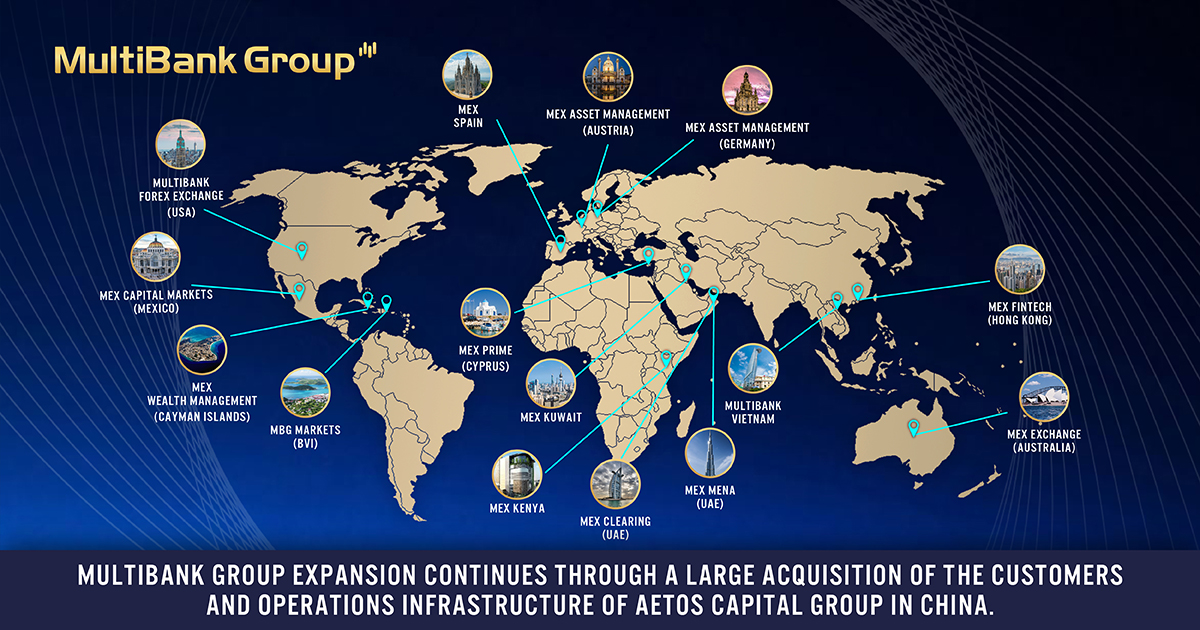 MultiBank Group
MEX
SPAIN
MEX ASSET MANAGEMENT
(AUSTRIA)
MEX ASSET MANAGEMENT
(GERMANY)
MULTIBANK
FOREX EXCHANGE
(USA)
MEX CAPITAL MARKETS
(MEXICO)
MEX
WEALTH MANAGEMENT
(CAYMAN ISLANDS)
MBG MARKETS
(BVI)
MEX PRIME
(CYPRUS)
MEX KUWAIT
MEX KENYA
MEX CLEARING
(UAE)
MEX MENA
(UAE)
MULTIBANK
VIETNAM
MEX FINTECH
(HONG KONG)
MEX EXCHANGE
(AUSTRALIA)
MULTIBANK GROUP EXPANSION CONTINUES THROUGH A LARGE ACQUISITION OF THE CUSTOMERS
AND OPERATIONS INFRASTRUCTURE OF AETOS CAPITAL GROUP IN CHINA.